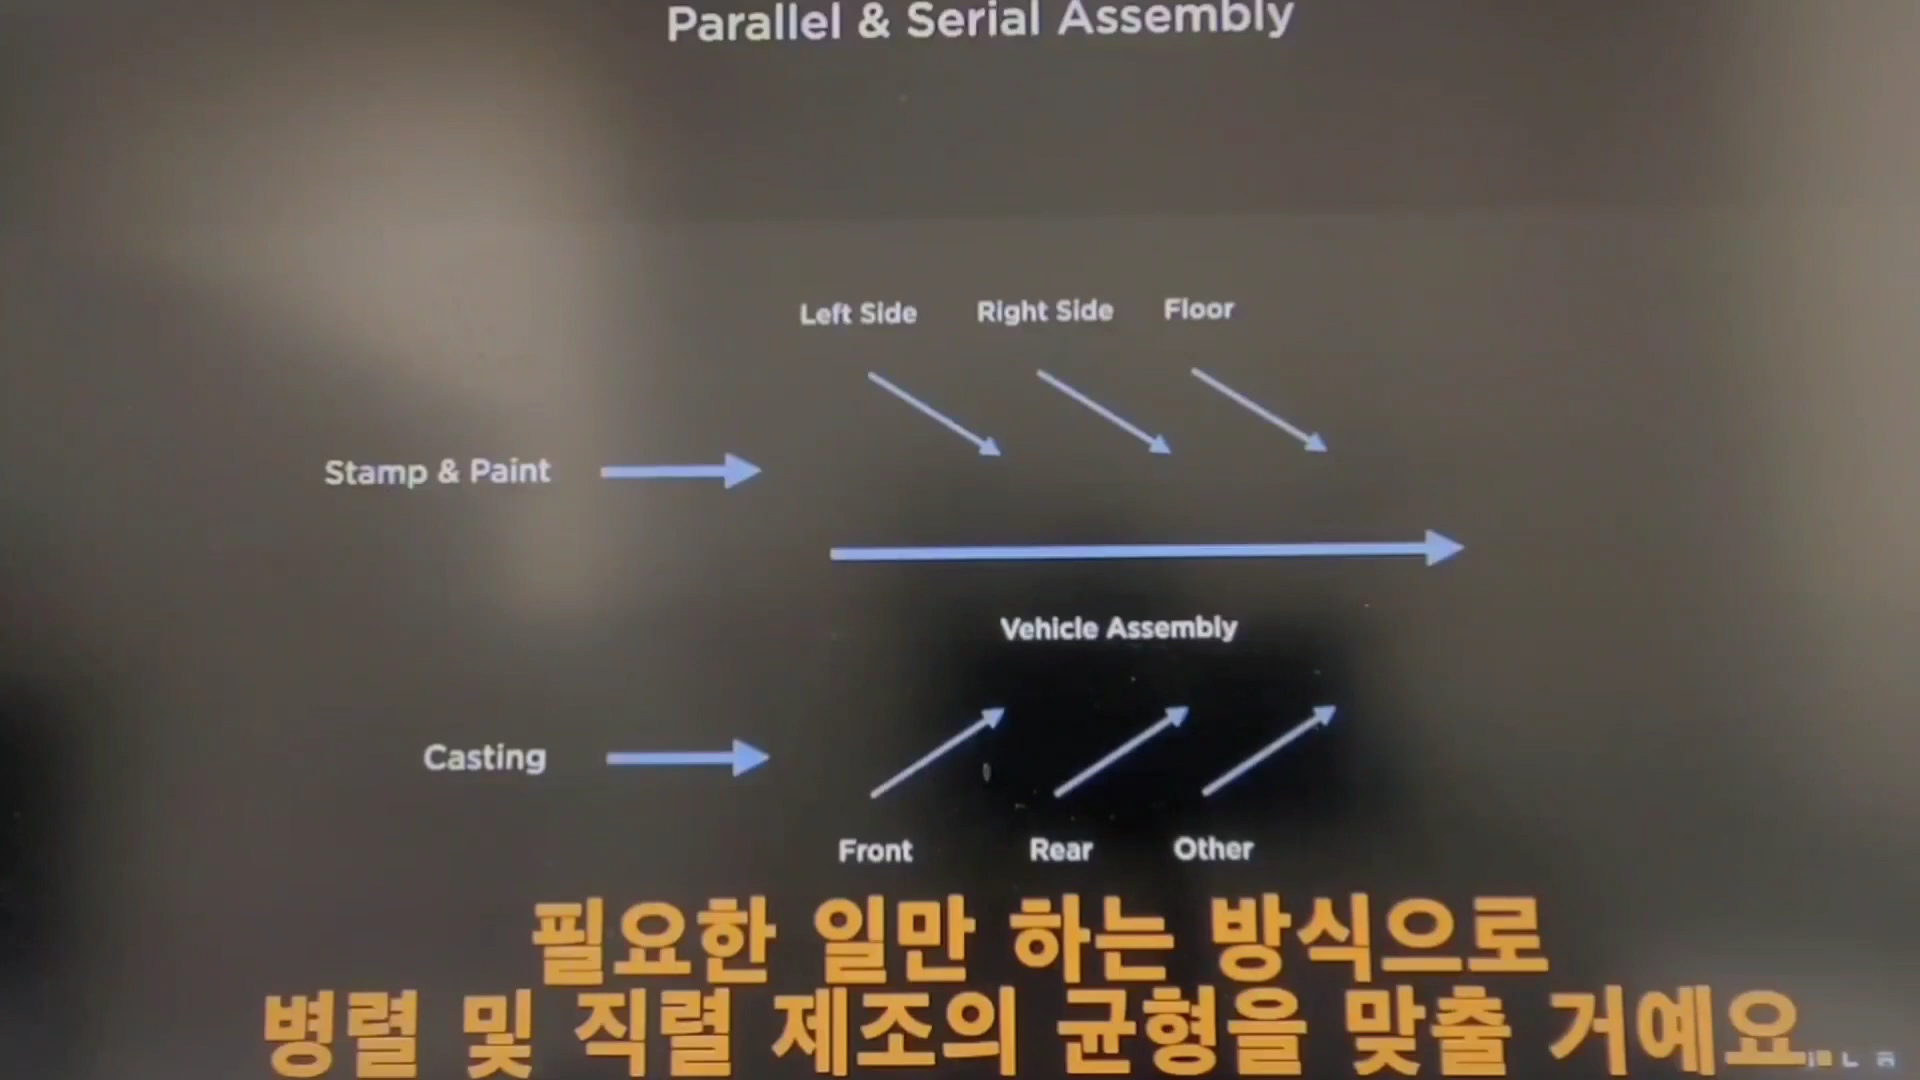 Parallel & Serial Assembly
Left Side Right Side Floor
Stamp & Paint
Vehicle Assembly
Casting
Front Rear Other
필요한 일만 하는 방식으로
병렬 및 직렬 제조의 균형을 맞출 거예요.